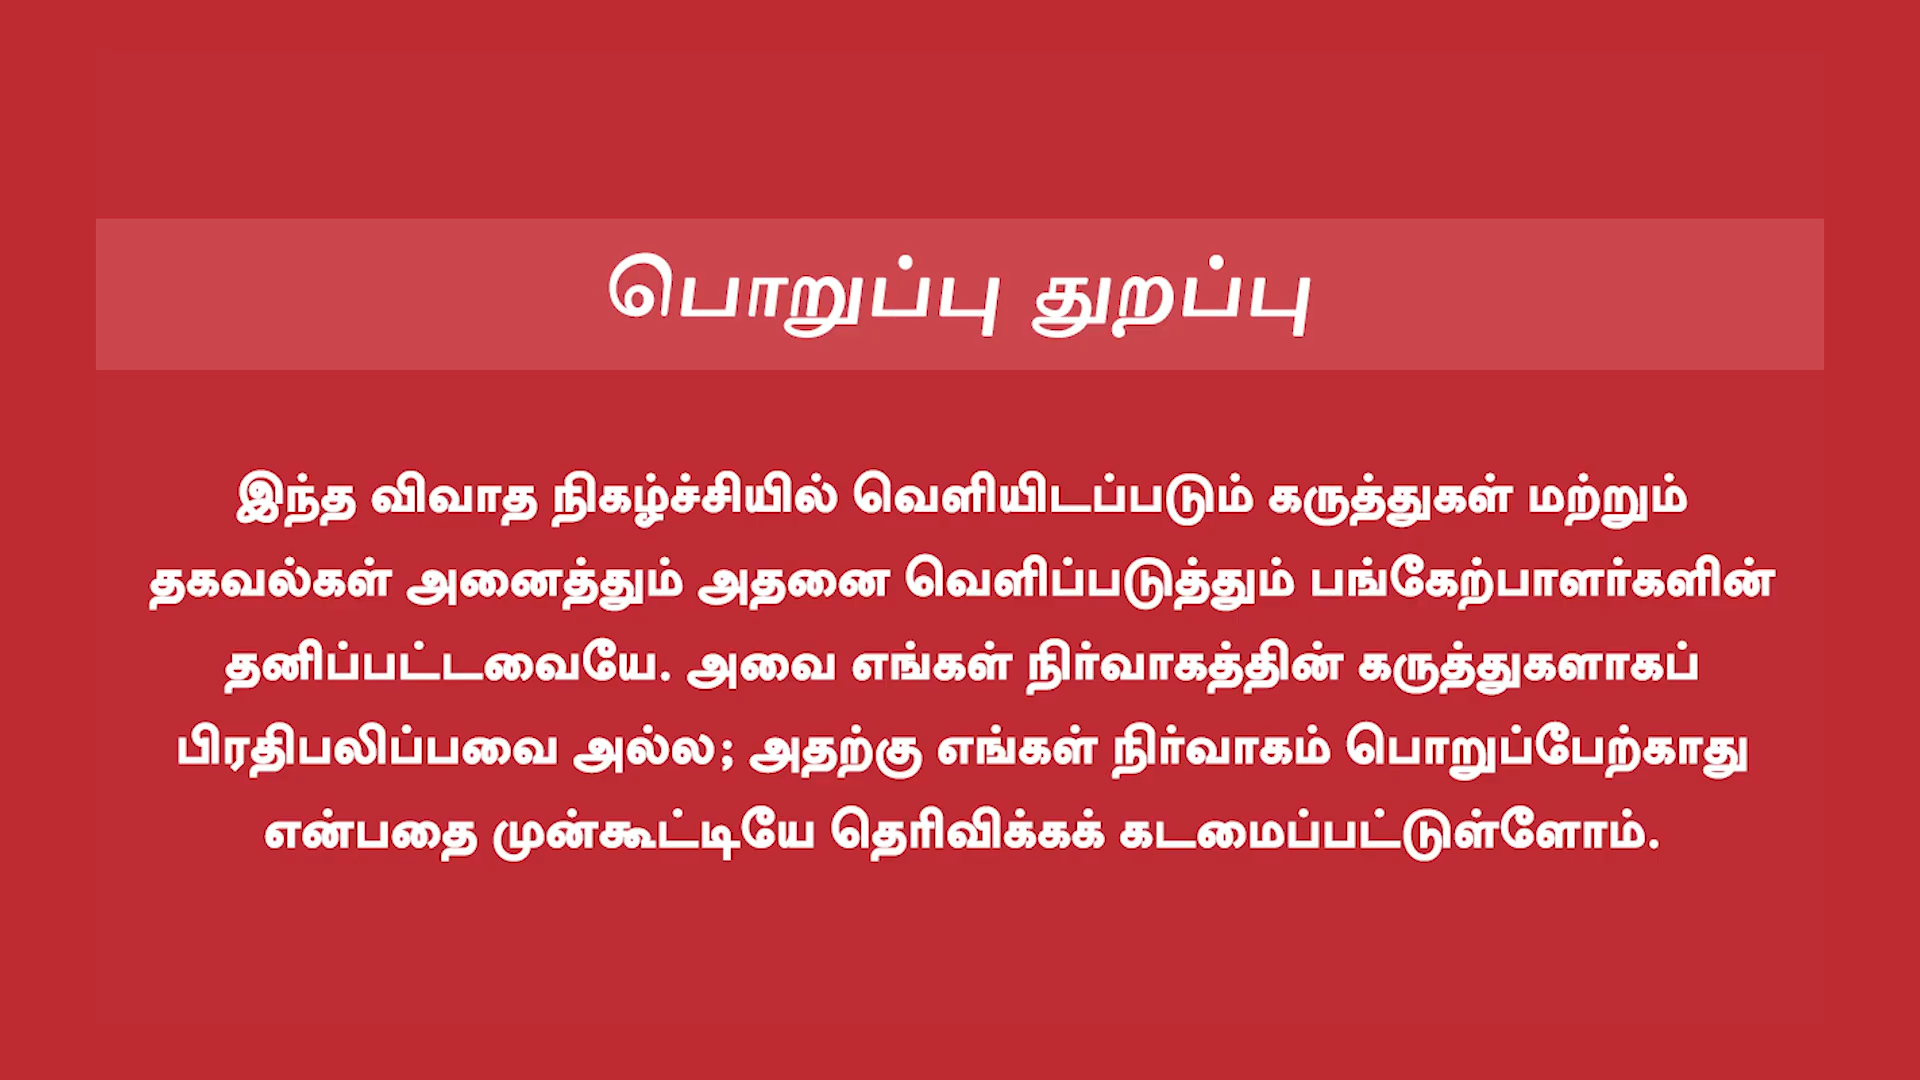 பொறுப்பு துறப்பு
இந்த விவாத நிகழ்ச்சியில் வெளியிடப்படும் கருத்துகள் மற்றும்
தகவல்கள் அனைத்தும் அதனை வெளிப்படுத்தும் பங்கேற்பாளர்களின்
தனிப்பட்டவையே. அவை எங்கள் நிர்வாகத்தின் கருத்துகளாகப்
பிரதிபலிப்பவை அல்ல; அதற்கு எங்கள் நிர்வாகம் பொறுப்பேற்காது
என்பதை முன்கூட்டியே தெரிவிக்கக் கடமைப்பட்டுள்ளோம்.